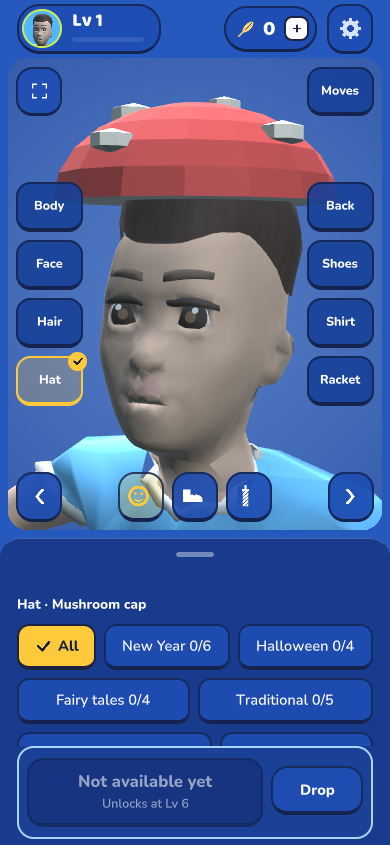 Lv 1
0
+
Moves
Body
Back
Face
Shoes
Hair
Shirt
Hat
Racket
Hat · Mushroom cap
All
New Year 0/6
Halloween 0/4
Fairy tales 0/4
Traditional 0/5
Not available yet
Unlocks at Lv 6
Drop